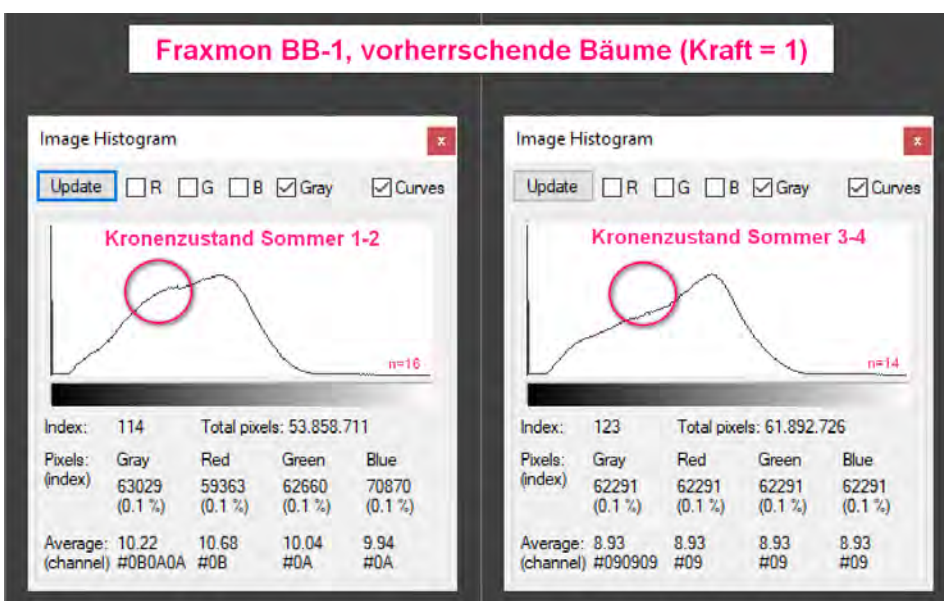 Fraxmon BB-1, vorherrschende Bäume (Kraft = 1)
Image Histogram
x
Update R G B Gray Curves
Kronenzustand Sommer 1-2
n=16
Index: 114 Total pixels: 53.858.711
Pixels: Gray Red Green Blue
(index) 63029 59363 62660 70870
(0.1 %) (0.1 %) (0.1 %) (0.1 %)
Average: 10.22 10.68 10.04 9.94
(channel) #0B0A0A #0B #0A #0A
Image Histogram
x
Update R G B Gray Curves
Kronenzustand Sommer 3-4
n=14
Index: 123 Total pixels: 61.892.726
Pixels: Gray Red Green Blue
(index) 62291 62291 62291 62291
(0.1 %) (0.1 %) (0.1 %) (0.1 %)
Average: 8.93 8.93 8.93 8.93
(channel) #090909 #09 #09 #09